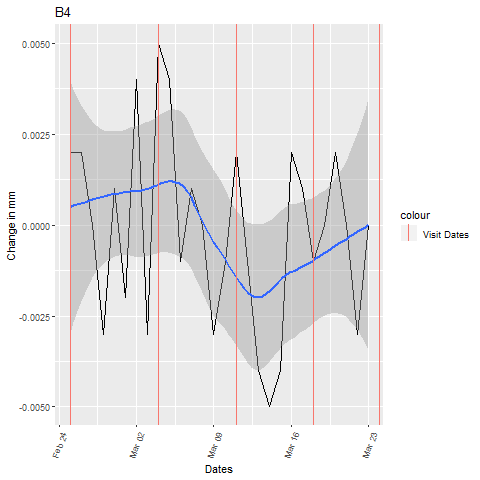 B4
Change in mm
0.0050
0.0025
0.0000
-0.0025
-0.0050
Feb 24
Mar 02
Mar 09
Mar 16
Mar 23
Dates
colour
Visit Dates